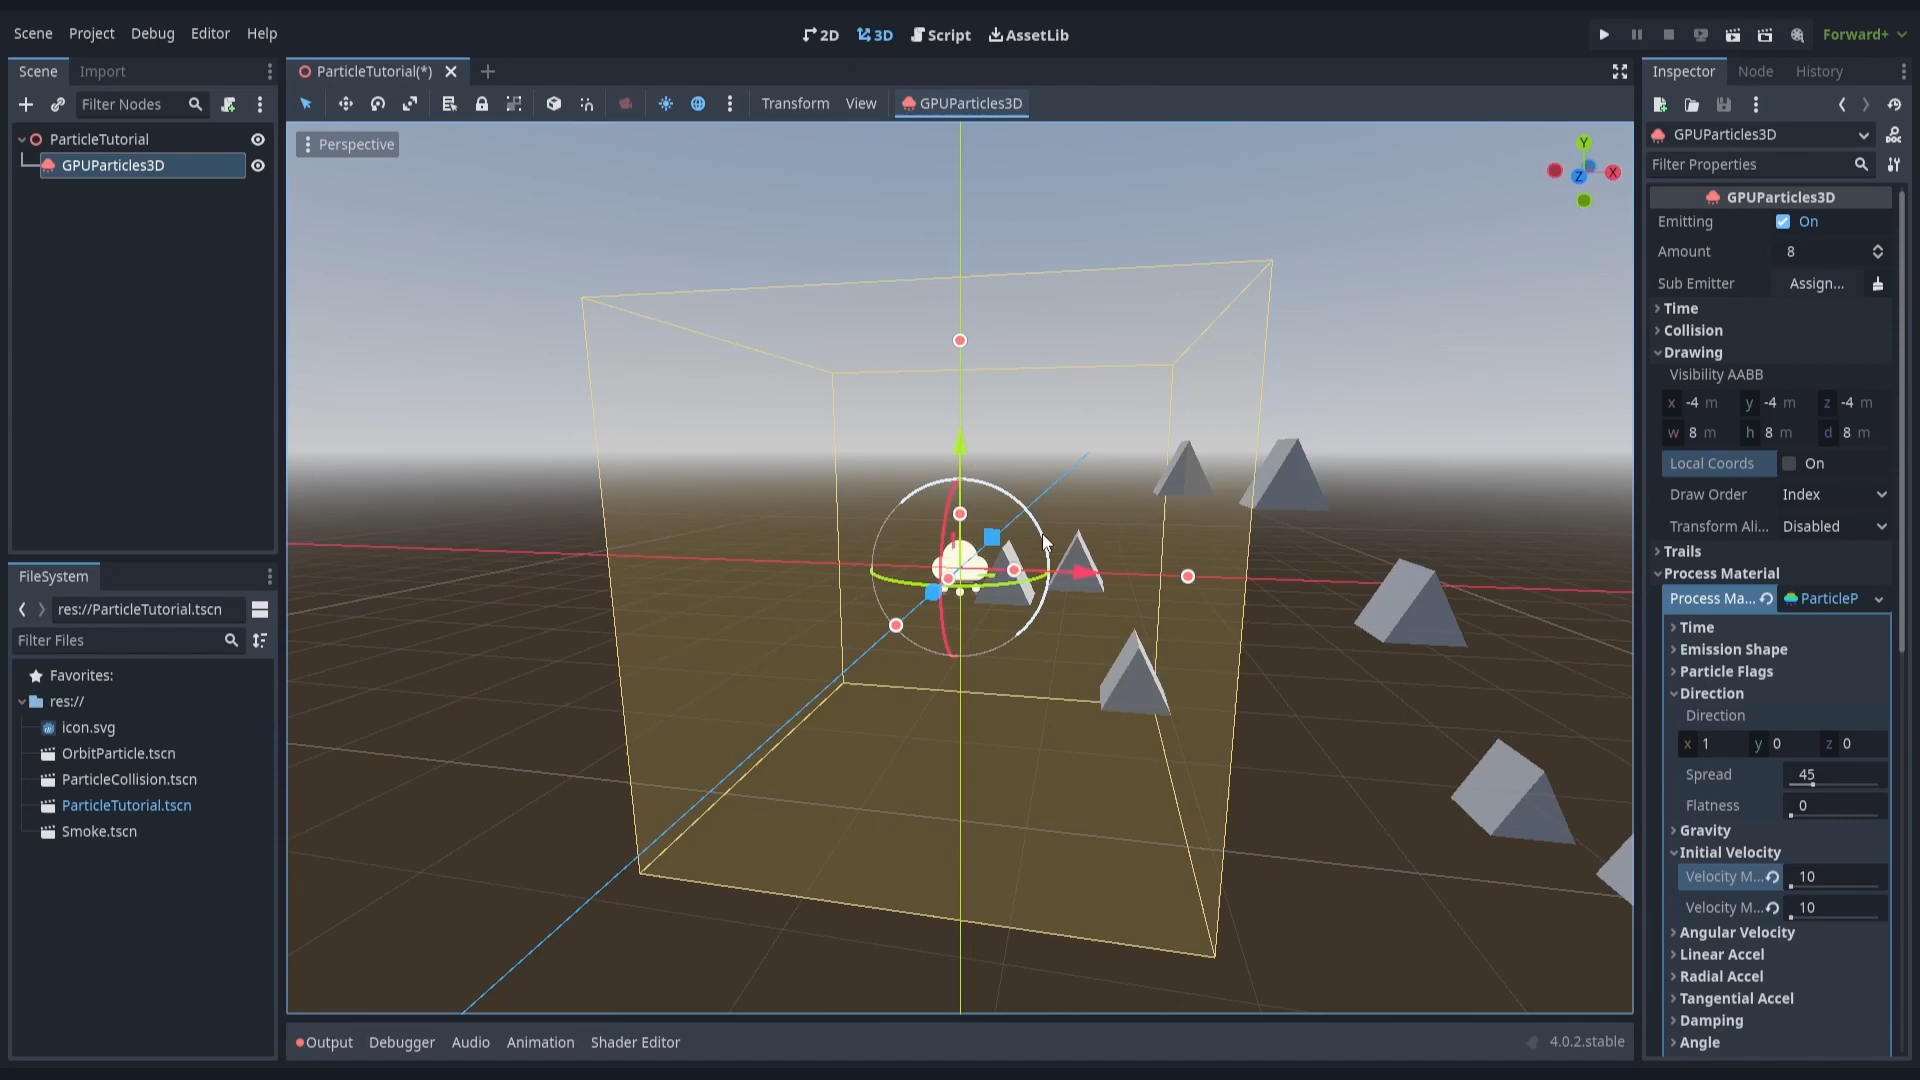 Scene Project Debug Editor Help
2D 3D Script AssetLib
Forward+
Scene Import
Filter Nodes
ParticleTutorial
GPUParticles3D
FileSystem
res://ParticleTutorial.tscn
Filter Files
Favorites:
res://
icon.svg
OrbitParticle.tscn
ParticleCollision.tscn
ParticleTutorial.tscn
Smoke.tscn
ParticleTutorial(*)
Transform View GPUParticles3D
Perspective
Y
Z X
Output Debugger Audio Animation Shader Editor
4.0.2.stable
Inspector Node History
GPUParticles3D
Filter Properties
GPUParticles3D
Emitting On
Amount 8
Sub Emitter Assign...
Time
Collision
Drawing
Visibility AABB
x -4 m y -4 m z -4 m
w 8 m h 8 m d 8 m
Local Coords On
Draw Order Index
Transform Ali... Disabled
Trails
Process Material
Process Ma... ParticleP
Time
Emission Shape
Particle Flags
Direction
Direction
x 1 y 0 z 0
Spread 45
Flatness 0
Gravity
Initial Velocity
Velocity M... 10
Velocity M... 10
Angular Velocity
Linear Accel
Radial Accel
Tangential Accel
Damping
Angle